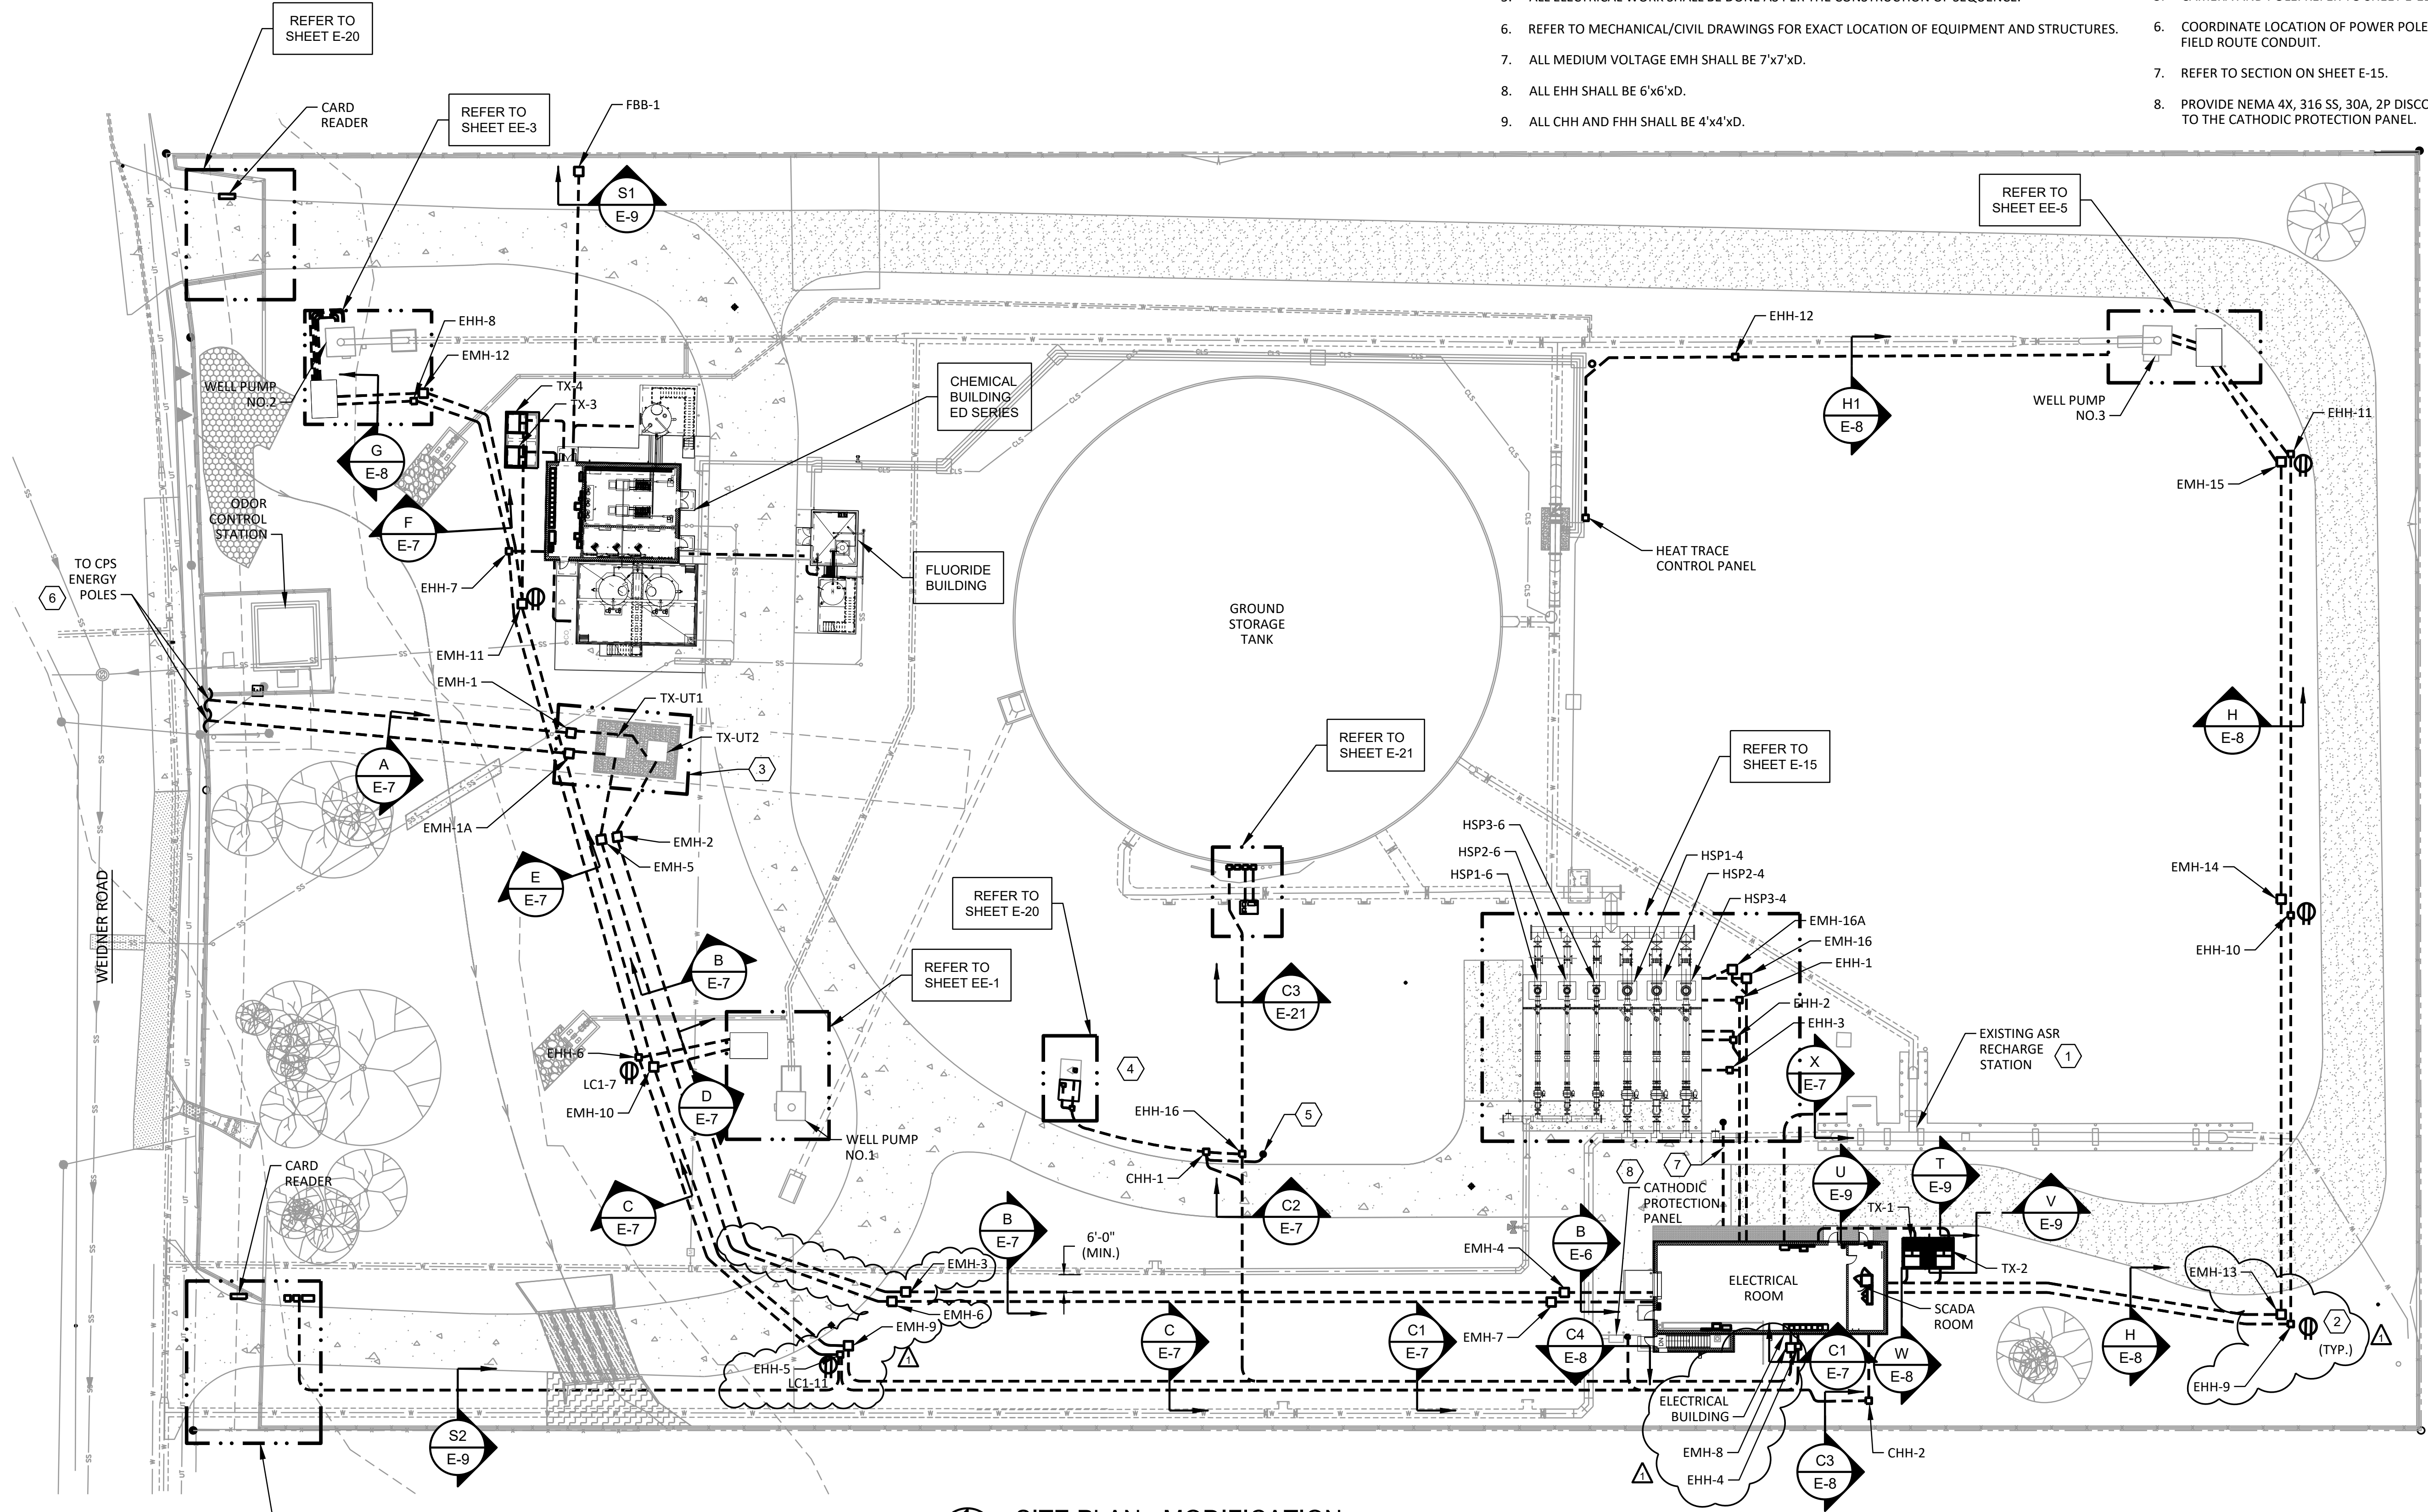 6. REFER TO MECHANICAL/CIVIL DRAWINGS FOR EXACT LOCATION OF EQUIPMENT AND STRUCTURES.
7. ALL MEDIUM VOLTAGE EMH SHALL BE 7'x7'xD.
8. ALL EHH SHALL BE 6'x6'xD.
9. ALL CHH AND FHH SHALL BE 4'x4'xD.
6. COORDINATE LOCATION OF POWER POLE
FIELD ROUTE CONDUIT.
7. REFER TO SECTION ON SHEET E-15.
8. PROVIDE NEMA 4X, 316 SS, 30A, 2P
TO THE CATHODIC PROTECTION PANEL.
REFER TO
SHEET E-20
CARD
READER
REFER TO
SHEET EE-3
FBB-1
S1
E-9
REFER TO
SHEET EE-5
EHH-8
EMH-12
WELL PUMP
NO.2
TX-4
TX-3
CHEMICAL
BUILDING
ED SERIES
EHH-12
H1
E-8
WELL PUMP
NO.3
EHH-11
EMH-15
G
E-8
F
E-7
ODOR
CONTROL
STATION
TO CPS
ENERGY
POLES
6
EHH-7
EMH-11
FLUORIDE
BUILDING
HEAT TRACE
CONTROL PANEL
GROUND
STORAGE
TANK
EMH-1
TX-UT1
TX-UT2
3
A
E-7
EMH-1A
EMH-2
EMH-5
E
E-7
REFER TO
SHEET E-21
REFER TO
SHEET E-15
H
E-8
HSP3-6
HSP2-6
HSP1-6
HSP1-4
HSP2-4
HSP3-4
EMH-16A
EMH-16
EHH-1
EHH-2
EHH-3
EMH-14
EHH-10
WEIDNER ROAD
REFER TO
SHEET E-20
B
E-7
REFER TO
SHEET EE-1
C3
E-21
EHH-6
LC1-7
EMH-10
D
E-7
WELL PUMP
NO.1
4
EHH-16
5
CHH-1
X
E-7
EXISTING ASR
RECHARGE
STATION
1
CARD
READER
C
E-7
B
E-7
6'-0"
(MIN.)
C2
E-7
8
7
CATHODIC
PROTECTION
PANEL
U
E-9
T
E-9
V
E-9
TX-1
TX-2
EMH-3
EMH-6
EMH-9
EHH-5
LC1-11
1
EMH-4
B
E-6
EMH-7
C
E-7
C1
E-7
C4
E-8
DN
ELECTRICAL
ROOM
SCADA
ROOM
C1
E-7
W
E-8
H
E-8
EMH-13
2
(TYP.)
1
EHH-9
S2
E-9
ELECTRICAL
BUILDING
EMH-8
EHH-4
1
CHH-2
C3
E-8
SITE PLAN - MODIFICATION